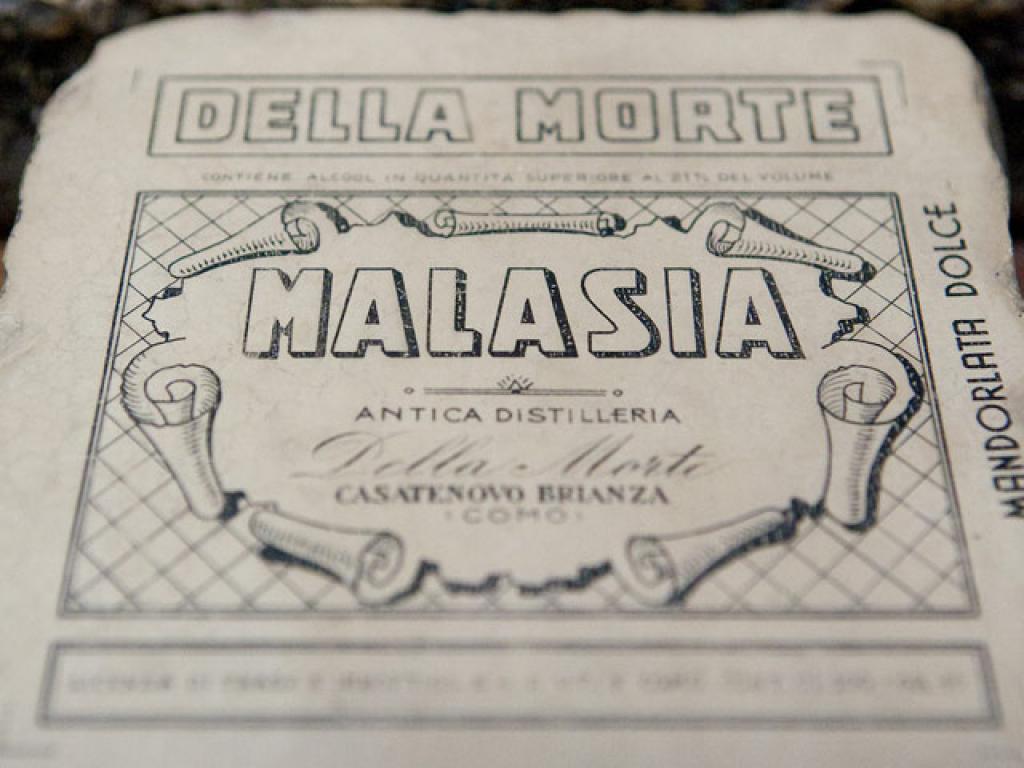 DELLA MORTE
CONTIENE ALCOOL IN QUANTITA SUPERIORE AL 21% DEL VOLUME
MALASIA
ANTICA DISTILLERIA
Della Morte
CASATENOVO BRIANZA
(COMO)
MANDORLATA DOLCE